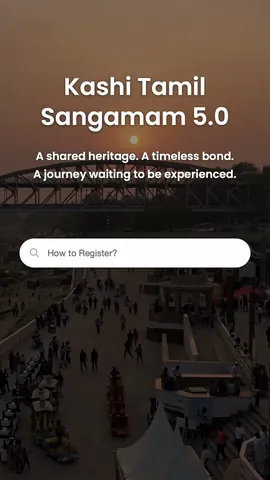 Kashi Tamil
Sangamam 5.0
A shared heritage. A timeless bond.
A journey waiting to be experienced.
How to Register?